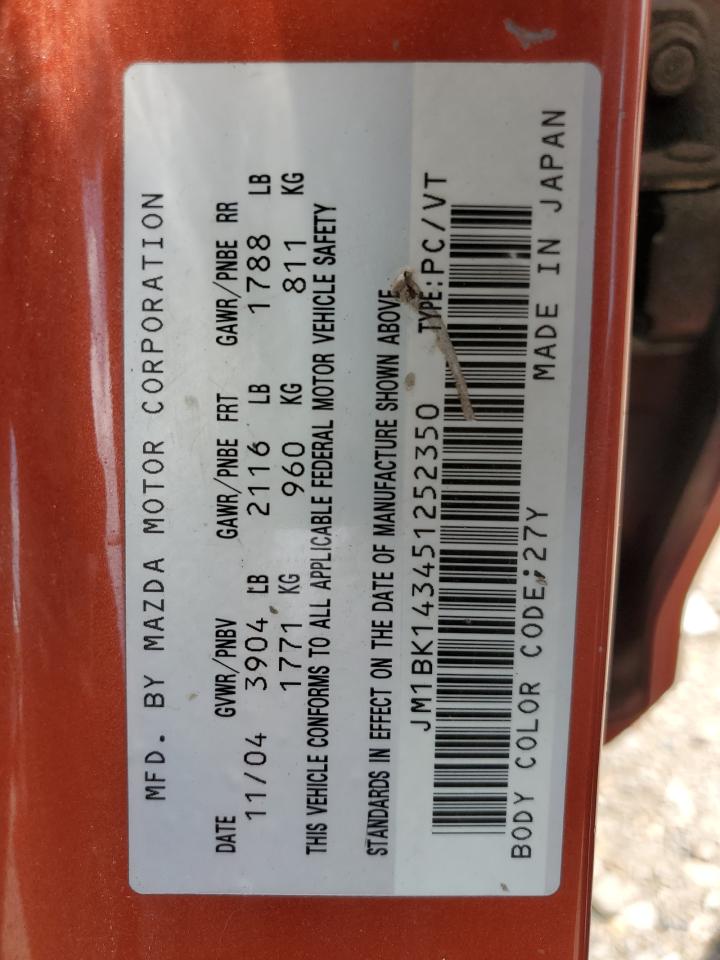 MFD. BY MAZDA MOTOR CORPORATION
DATE GVWR/PNBV GAWR/PNBE FRT GAWR/PNBE RR
11/04 3904 LB 2116 LB 1788 LB
1771 KG 960 KG 811 KG
THIS VEHICLE CONFORMS TO ALL APPLICABLE FEDERAL MOTOR VEHICLE SAFETY
STANDARDS IN EFFECT ON THE DATE OF MANUFACTURE SHOWN ABOVE
JM1BK143451252350 TYPE:PC/VT
BODY COLOR CODE:27Y MADE IN JAPAN